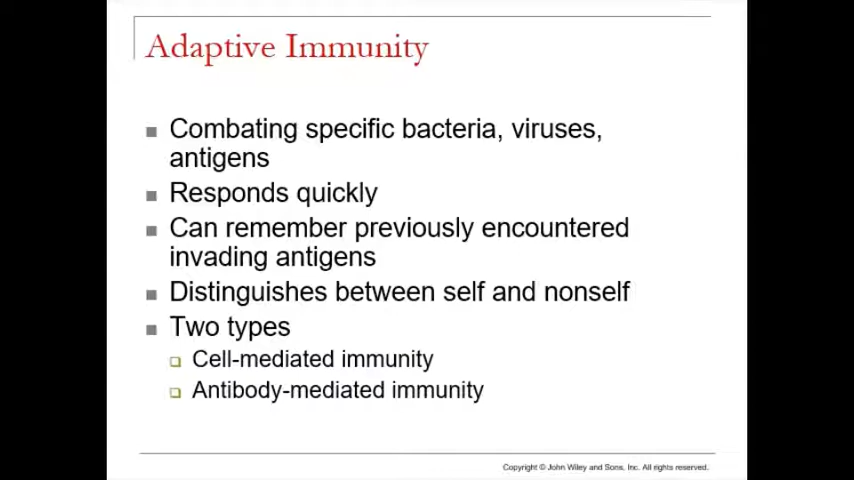 Adaptive Immunity
Combating specific bacteria, viruses,
antigens
Responds quickly
Can remember previously encountered
invading antigens
Distinguishes between self and nonself
Two types
Cell-mediated immunity
Antibody-mediated immunity
Copyright © John Wiley and Sons, Inc. All rights reserved.